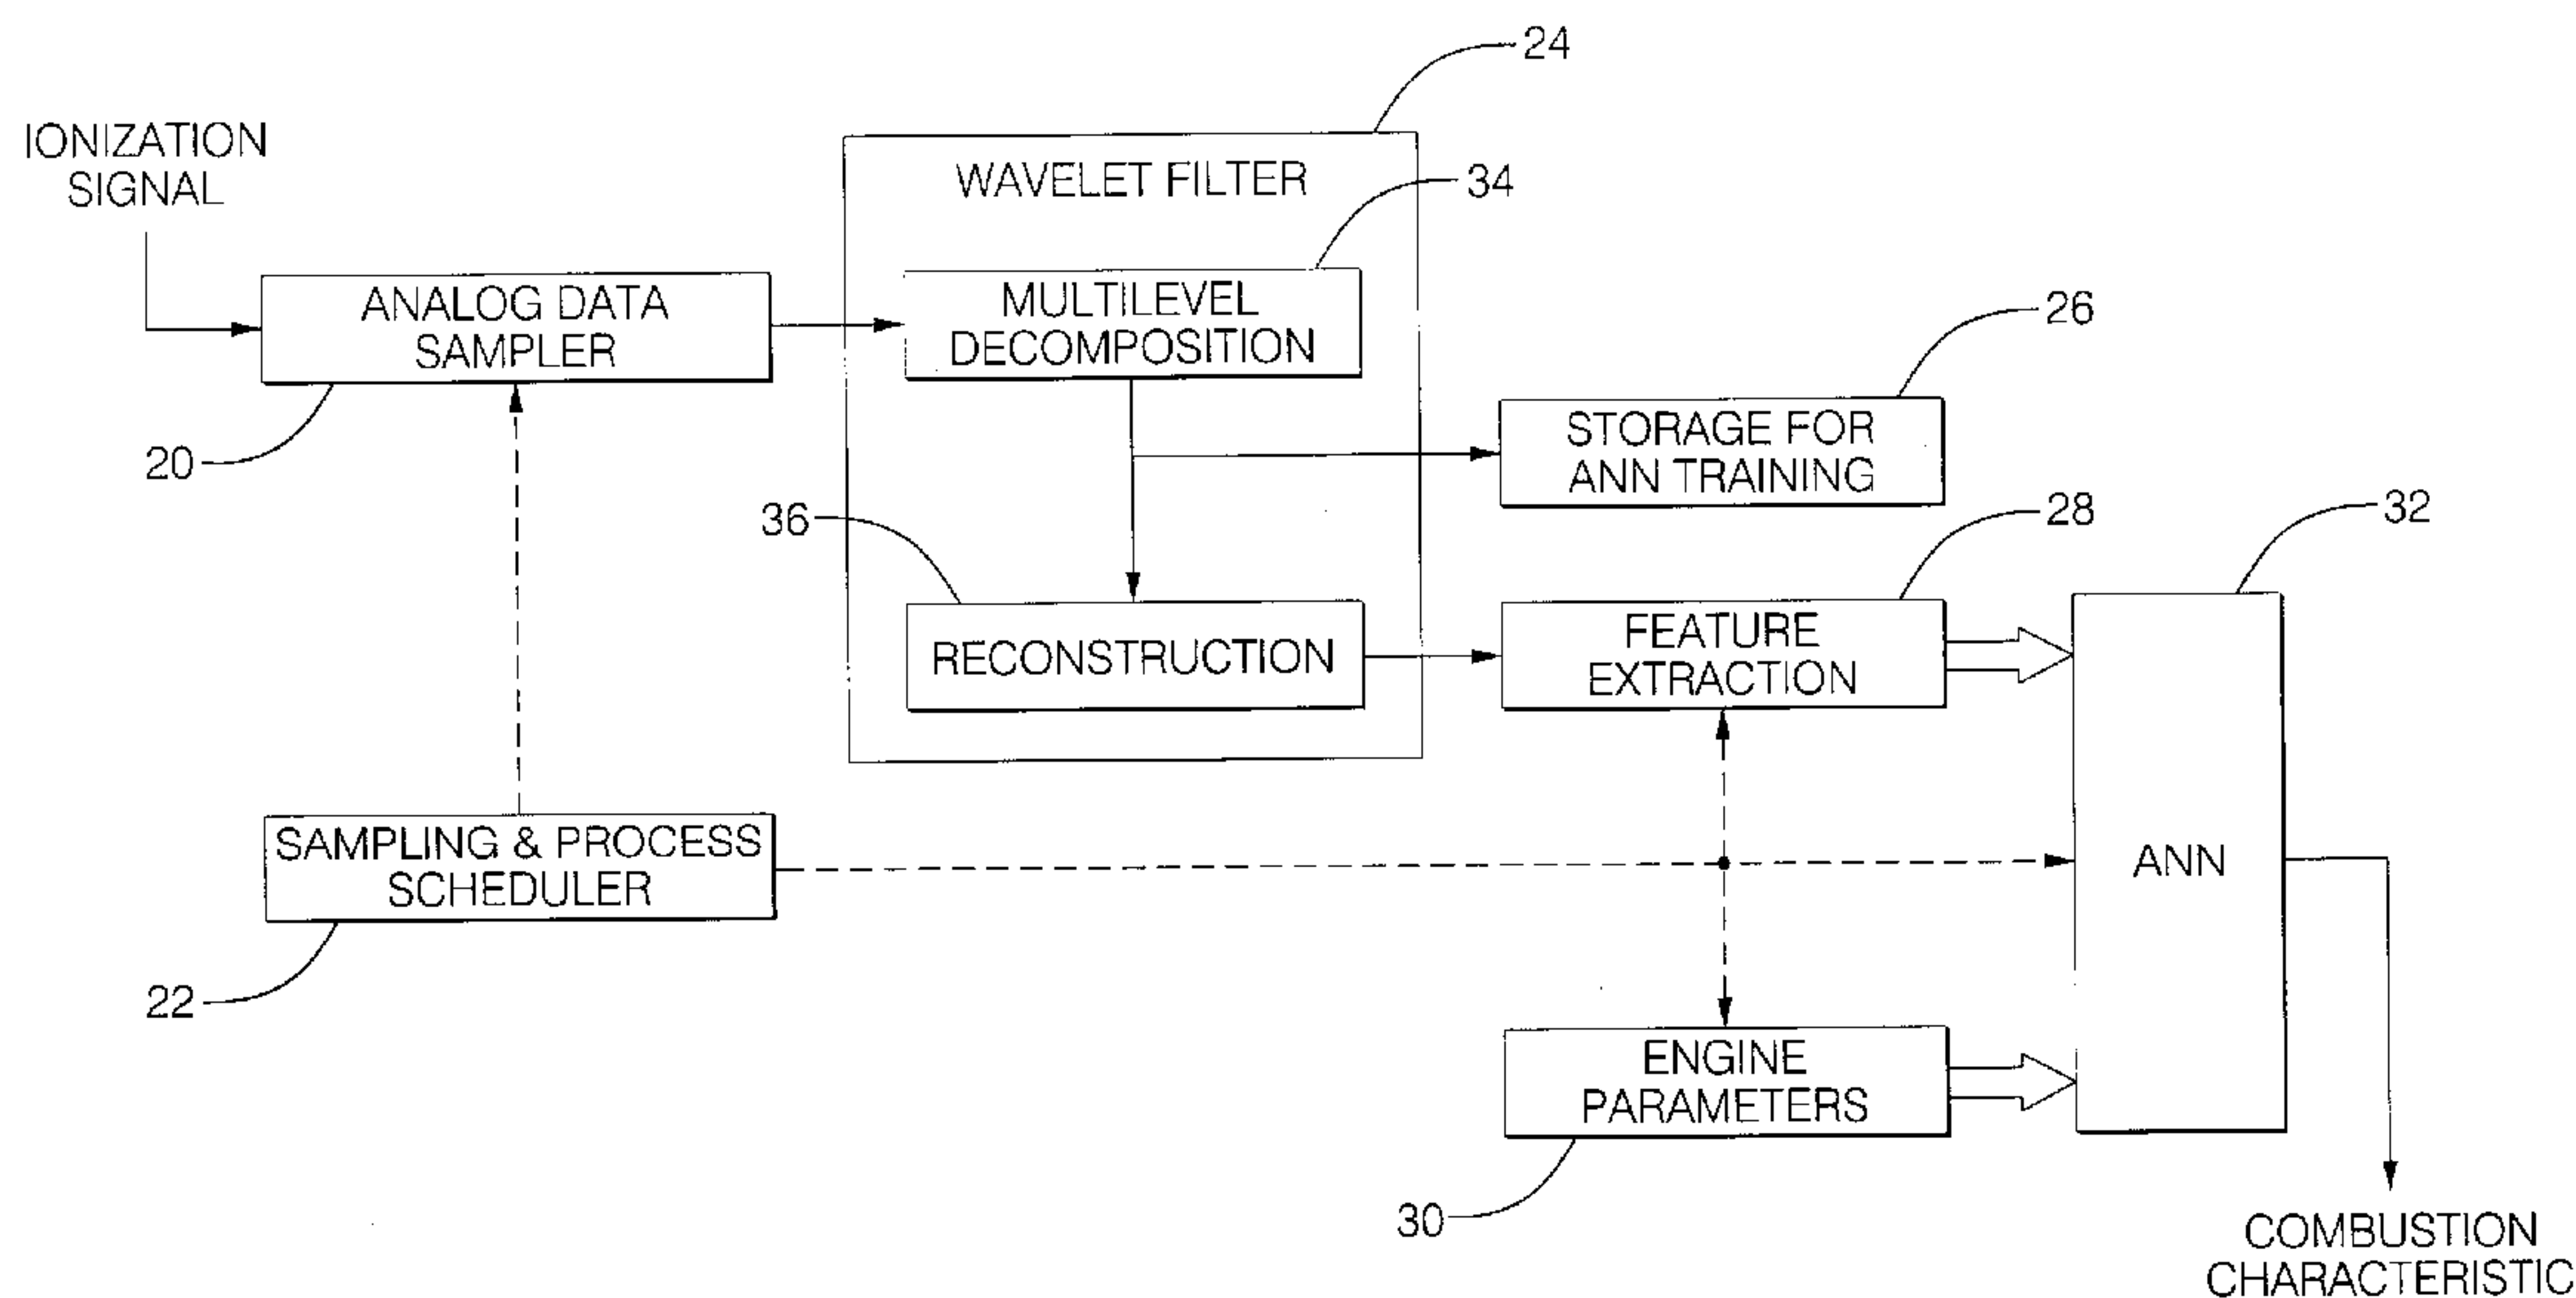 24
IONIZATION
SIGNAL
WAVELET FILTER
34
ANALOG DATA
SAMPLER
20
MULTILEVEL
DECOMPOSITION
26
STORAGE FOR
ANN TRAINING
36
RECONSTRUCTION
28
FEATURE
EXTRACTION
32
SAMPLING & PROCESS
SCHEDULER
22
ANN
ENGINE
PARAMETERS
30
COMBUSTION
CHARACTERISTIC